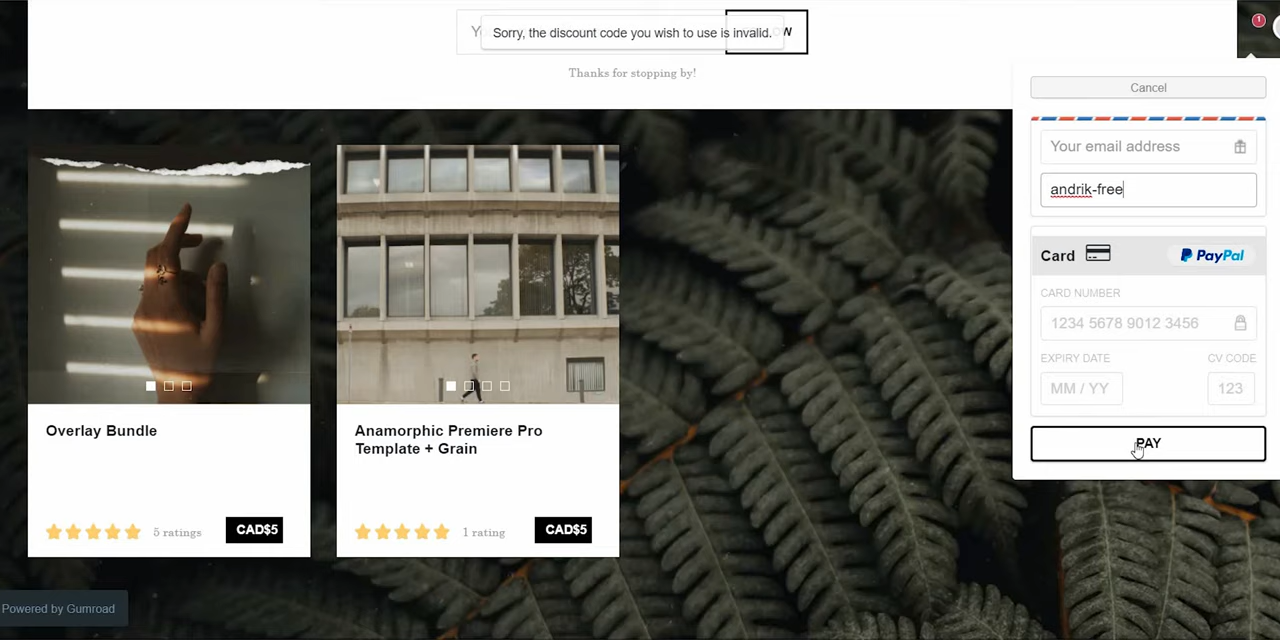 Sorry, the discount code you wish to use is invalid.
Thanks for stopping by!
1
Cancel
Your email address
andrik-free
Card
PayPal
CARD NUMBER
1234 5678 9012 3456
EXPIRY DATE
CV CODE
MM / YY
123
PAY
Overlay Bundle
5 ratings
CAD$5
Anamorphic Premiere Pro
Template + Grain
1 rating
CAD$5
Powered by Gumroad